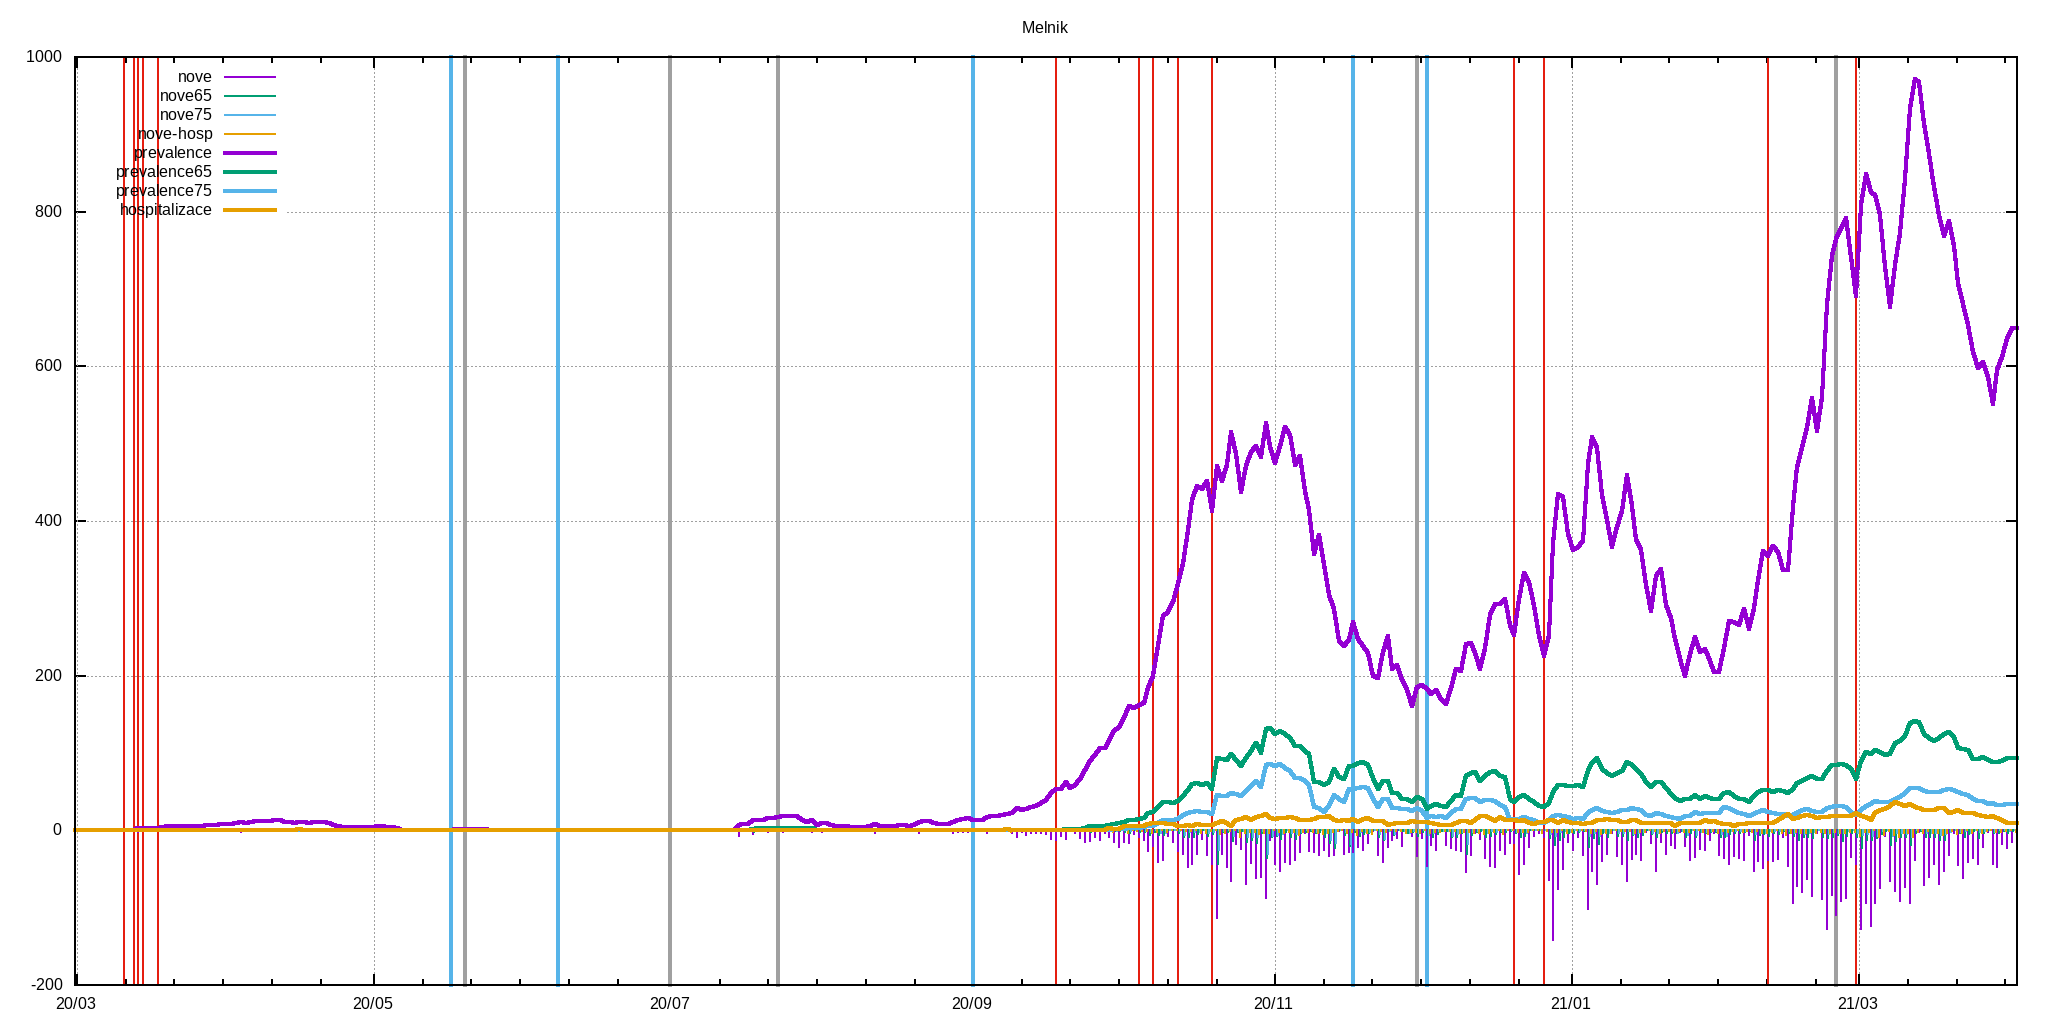 Melnik
1000
800
600
400
200
0
-200
nove
nove65
nove75
nove-hosp
prevalence
prevalence65
prevalence75
hospitalizace
20/03
20/05
20/07
20/09
20/11
21/01
21/03